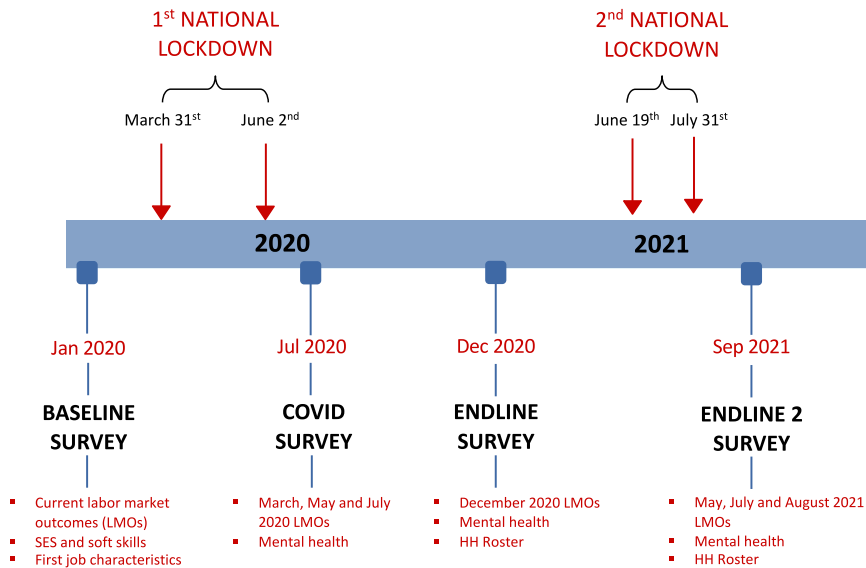 1st NATIONAL
LOCKDOWN
2nd NATIONAL
LOCKDOWN
March 31st
June 2nd
June 19th
July 31st
2020
2021
Jan 2020
Jul 2020
Dec 2020
Sep 2021
BASELINE
SURVEY
COVID
SURVEY
ENDLINE
SURVEY
ENDLINE 2
SURVEY
▪ Current labor market
outcomes (LMOs)
▪ SES and soft skills
▪ First job characteristics
▪ March, May and July
2020 LMOs
▪ Mental health
▪ December 2020 LMOs
▪ Mental health
▪ HH Roster
▪ May, July and August 2021
LMOs
▪ Mental health
▪ HH Roster